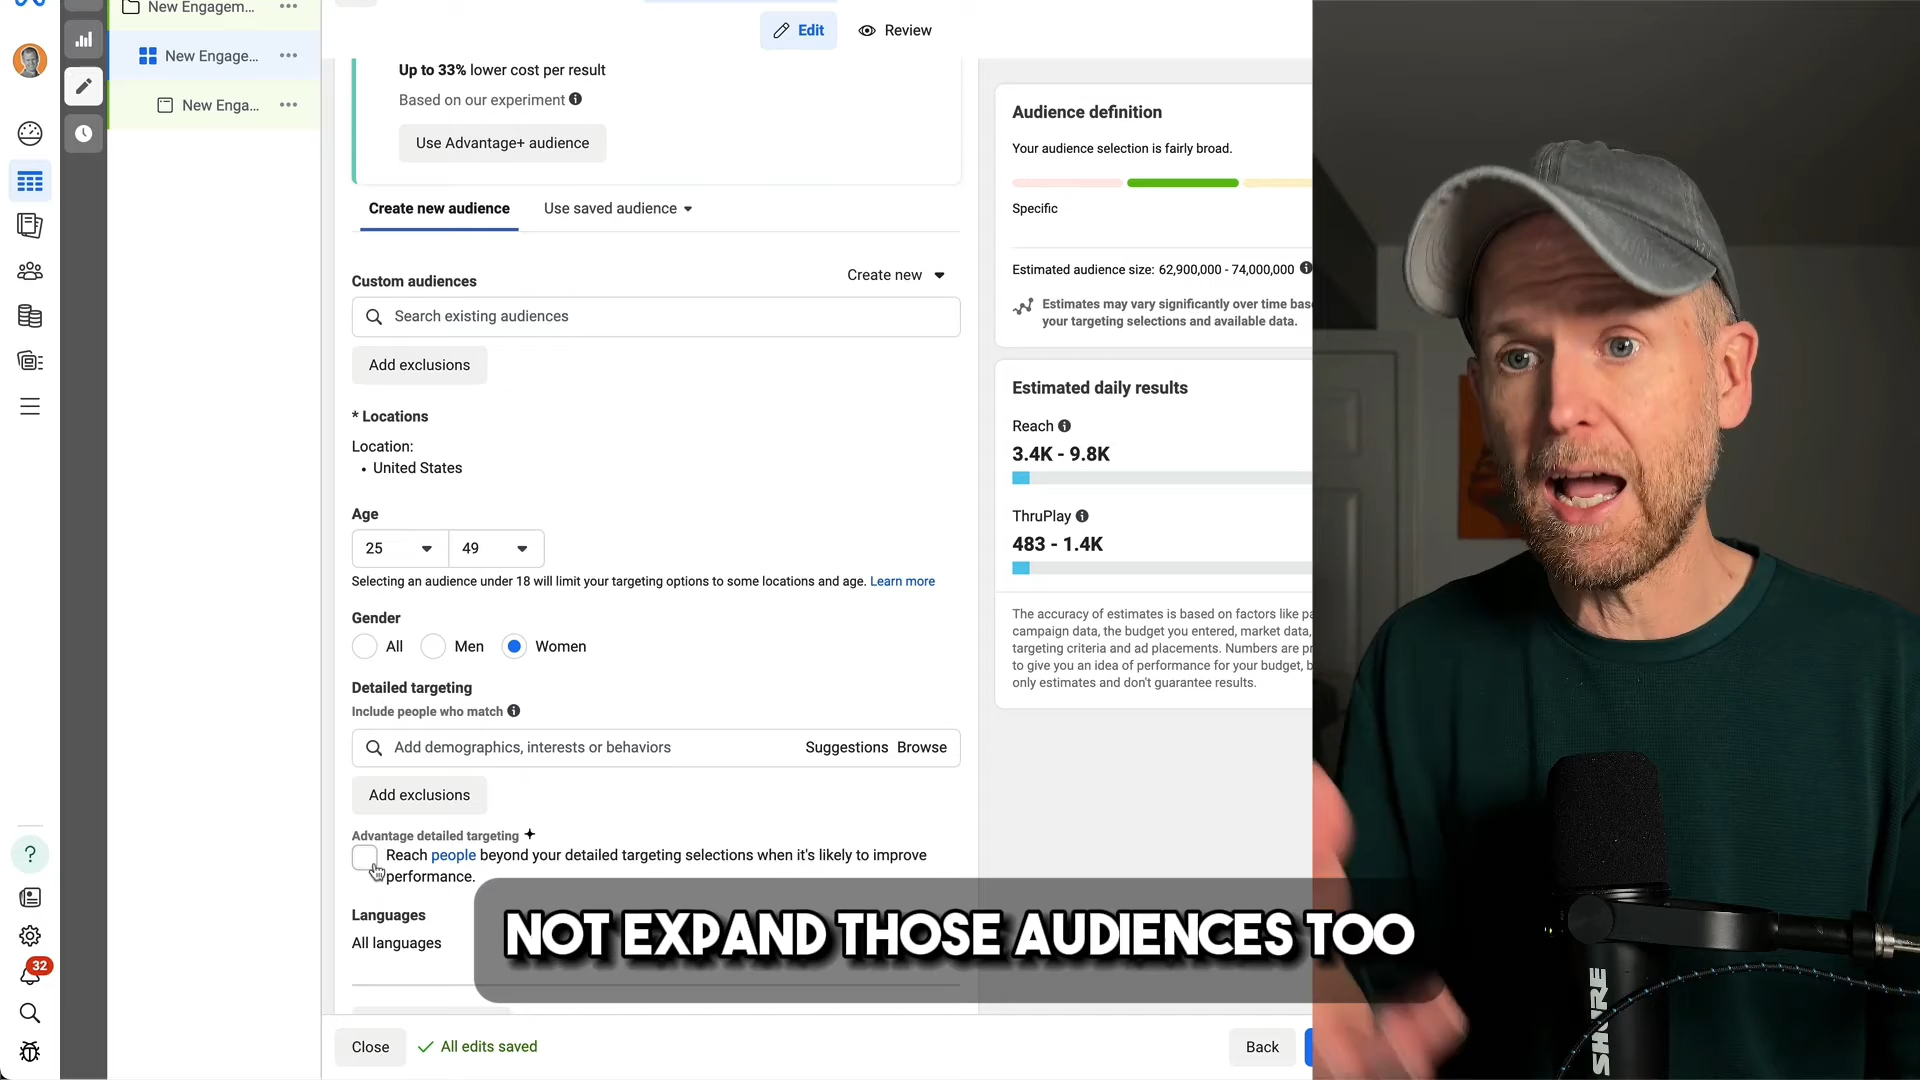 New Engagem...
New Engage...
New Enga...
32
Edit
Review
Up to 33% lower cost per result
Based on our experiment
Use Advantage+ audience
Create new audience
Use saved audience
Custom audiences
Create new
Search existing audiences
Add exclusions
* Locations
Location:
• United States
Age
25
49
Selecting an audience under 18 will limit your targeting options to some locations and age. Learn more
Gender
All
Men
Women
Detailed targeting
Include people who match
Add demographics, interests or behaviors
Suggestions
Browse
Add exclusions
Advantage detailed targeting
Reach people beyond your detailed targeting selections when it's likely to improve
performance.
Languages
All languages
Close
All edits saved
Back
Audience definition
Your audience selection is fairly broad.
Specific
Estimated audience size: 62,900,000 - 74,000,000
Estimates may vary significantly over time
your targeting selections and available data.
Estimated daily results
Reach
3.4K - 9.8K
ThruPlay
483 - 1.4K
The accuracy of estimates is based on factors like
campaign data, the budget you entered, market data,
targeting criteria and ad placements. Numbers are
to give you an idea of performance for your budget,
only estimates and don't guarantee results.
NOT EXPAND THOSE AUDIENCES TOO
SHURE